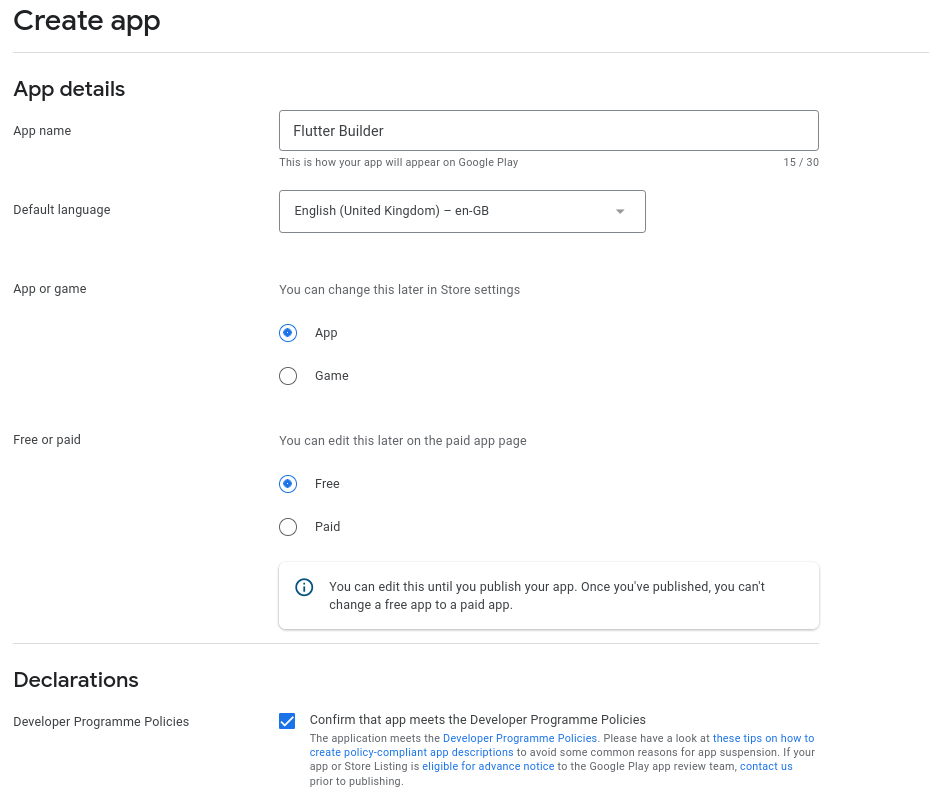 Create app
App details
App name
Flutter Builder
This is how your app will appear on Google Play
15 / 30
Default language
English (United Kingdom) – en-GB
App or game
You can change this later in Store settings
App
Game
Free or paid
You can edit this later on the paid app page
Free
Paid
You can edit this until you publish your app. Once you've published, you can't
change a free app to a paid app.
Declarations
Developer Programme Policies
Confirm that app meets the Developer Programme Policies
The application meets the Developer Programme Policies. Please have a look at these tips on how to
create policy-compliant app descriptions to avoid some common reasons for app suspension. If your
app or Store Listing is eligible for advance notice to the Google Play app review team, contact us
prior to publishing.